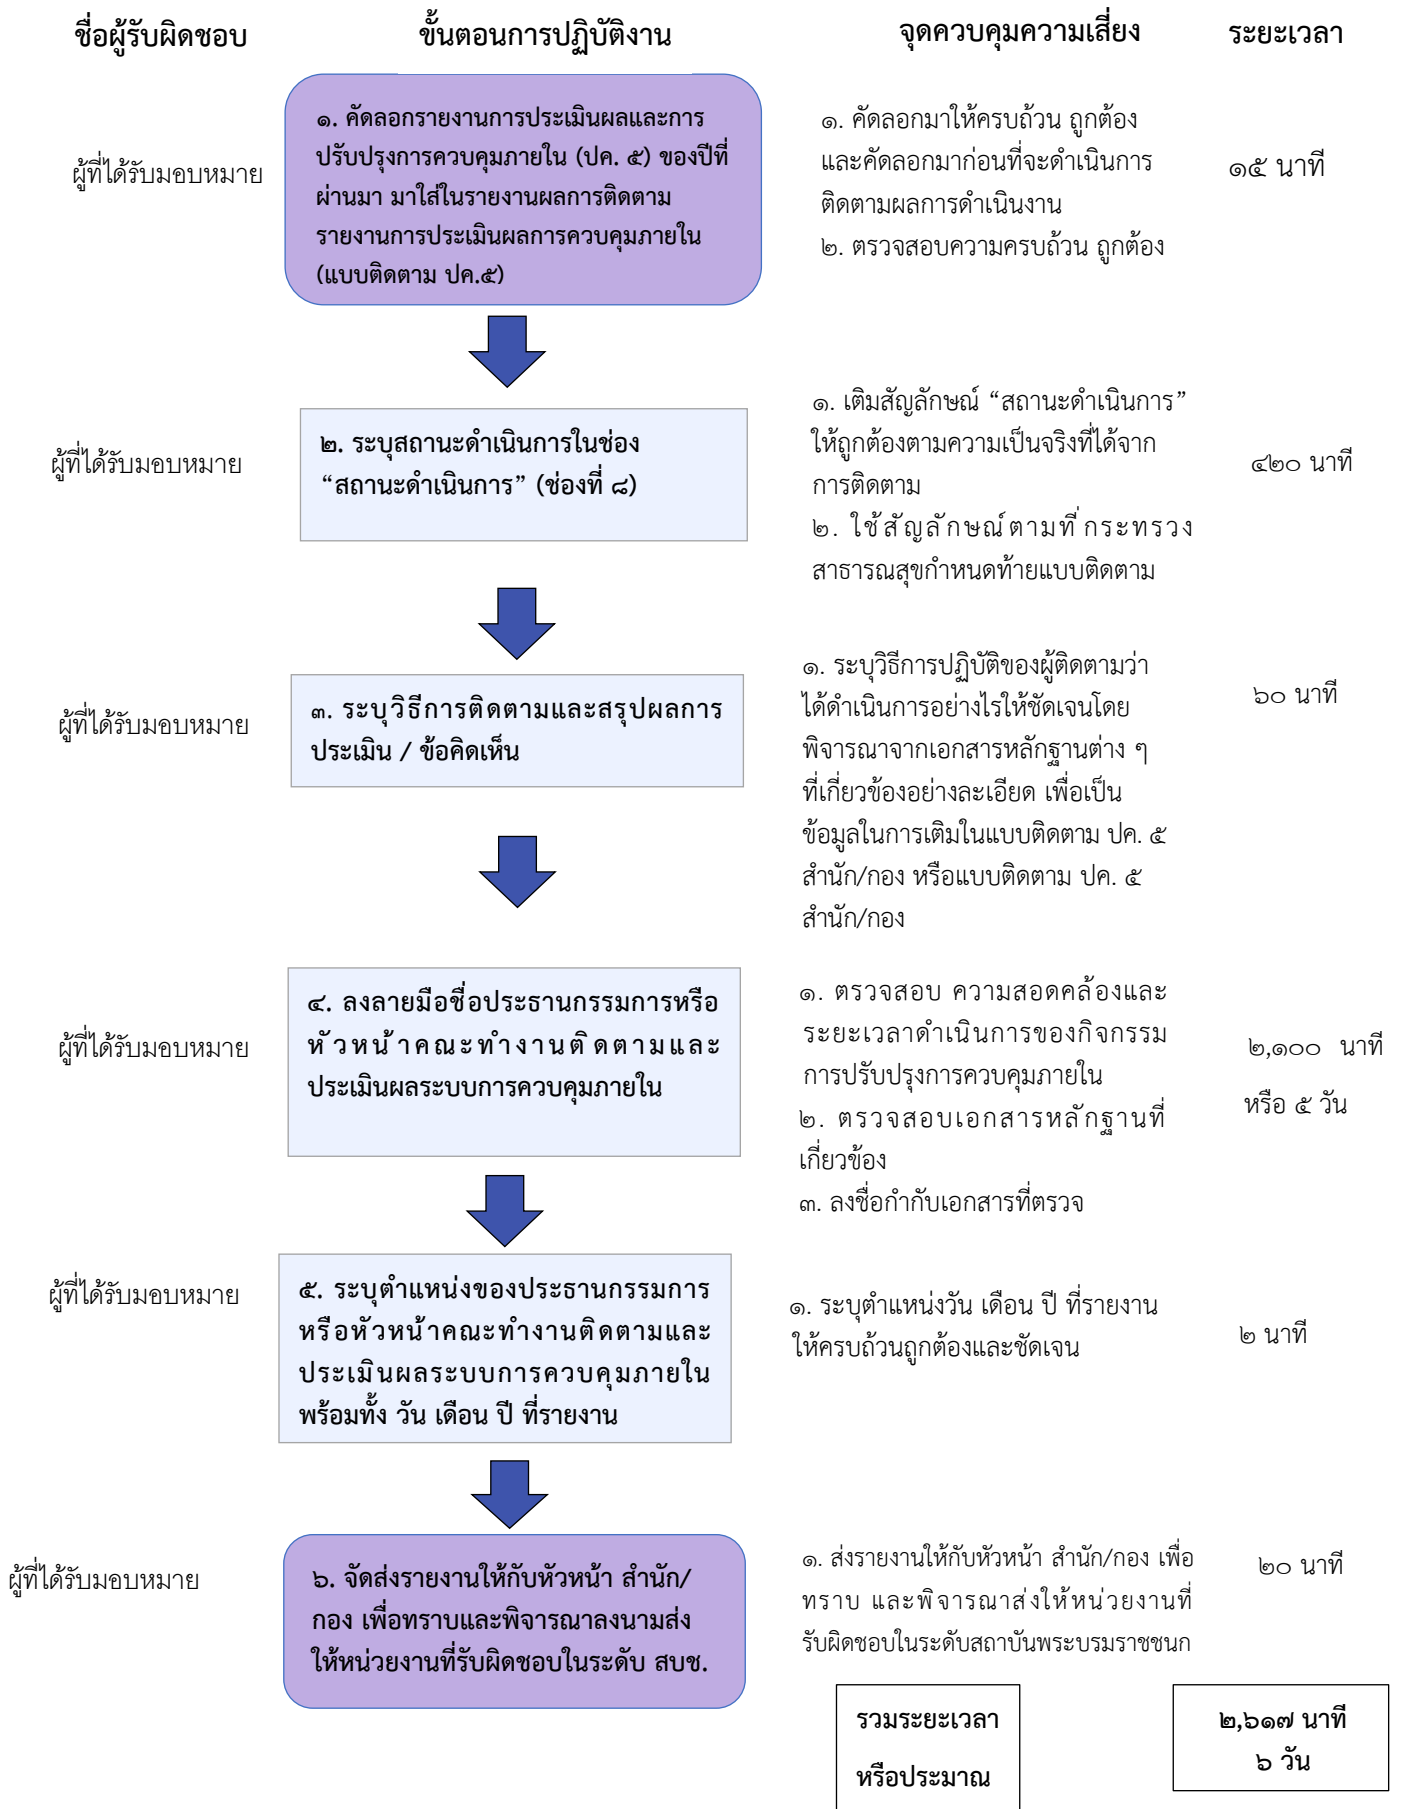 ชื่อผู้รับผิดชอบ
ขั้นตอนการปฏิบัติงาน
จุดควบคุมความเสี่ยง
ระยะเวลา
ผู้ที่ได้รับมอบหมาย
๑. คัดลอกรายงานการประเมินผลและการ
ปรับปรุงการควบคุมภายใน (ปค. ๕) ของปีที่
ผ่านมา มาใส่ในรายงานผลการติดตาม
รายงานการประเมินผลการควบคุมภายใน
(แบบติดตาม ปค.๕)
๑. คัดลอกมาให้ครบถ้วน ถูกต้อง
และคัดลอกมาก่อนที่จะดำเนินการ
ติดตามผลการดำเนินงาน
๒. ตรวจสอบความครบถ้วน ถูกต้อง
๑๕ นาที
ผู้ที่ได้รับมอบหมาย
๒. ระบุสถานะดำเนินการในช่อง
“สถานะดำเนินการ” (ช่องที่ ๘)
๑. เติมสัญลักษณ์ “สถานะดำเนินการ”
ให้ถูกต้องตามความเป็นจริงที่ได้จาก
การติดตาม
๒. ใช้สัญลักษณ์ตามที่กระทรวง
สาธารณสุขกำหนดท้ายแบบติดตาม
๔๒๐ นาที
ผู้ที่ได้รับมอบหมาย
๓. ระบุวิธีการติดตามและสรุปผลการ
ประเมิน / ข้อคิดเห็น
๑. ระบุวิธีการปฏิบัติของผู้ติดตามว่า
ได้ดำเนินการอย่างไรให้ชัดเจนโดย
พิจารณาจากเอกสารหลักฐานต่าง ๆ
ที่เกี่ยวข้องอย่างละเอียด เพื่อเป็น
ข้อมูลในการเติมในแบบติดตาม ปค. ๕
สำนัก/กอง หรือแบบติดตาม ปค. ๕
สำนัก/กอง
๖๐ นาที
ผู้ที่ได้รับมอบหมาย
๔. ลงลายมือชื่อประธานกรรมการหรือ
หัวหน้าคณะทำงานติดตามและ
ประเมินผลระบบการควบคุมภายใน
๑. ตรวจสอบ ความสอดคล้องและ
ระยะเวลาดำเนินการของกิจกรรม
การปรับปรุงการควบคุมภายใน
๒. ตรวจสอบเอกสารหลักฐานที่
เกี่ยวข้อง
๓. ลงชื่อกำกับเอกสารที่ตรวจ
๒,๑๐๐ นาที
หรือ ๕ วัน
ผู้ที่ได้รับมอบหมาย
๕. ระบุตำแหน่งของประธานกรรมการ
หรือหัวหน้าคณะทำงานติดตามและ
ประเมินผลระบบการควบคุมภายใน
พร้อมทั้ง วัน เดือน ปี ที่รายงาน
๑. ระบุตำแหน่งวัน เดือน ปี ที่รายงาน
ให้ครบถ้วนถูกต้องและชัดเจน
๒ นาที
ผู้ที่ได้รับมอบหมาย
๖. จัดส่งรายงานให้กับหัวหน้า สำนัก/
กอง เพื่อทราบและพิจารณาลงนามส่ง
ให้หน่วยงานที่รับผิดชอบในระดับ สบช.
๑. ส่งรายงานให้กับหัวหน้า สำนัก/กอง เพื่อ
ทราบ และพิจารณาส่งให้หน่วยงานที่
รับผิดชอบในระดับสถาบันพระบรมราชชนก
๒๐ นาที
รวมระยะเวลา
หรือประมาณ
๒,๖๑๗ นาที
๖ วัน